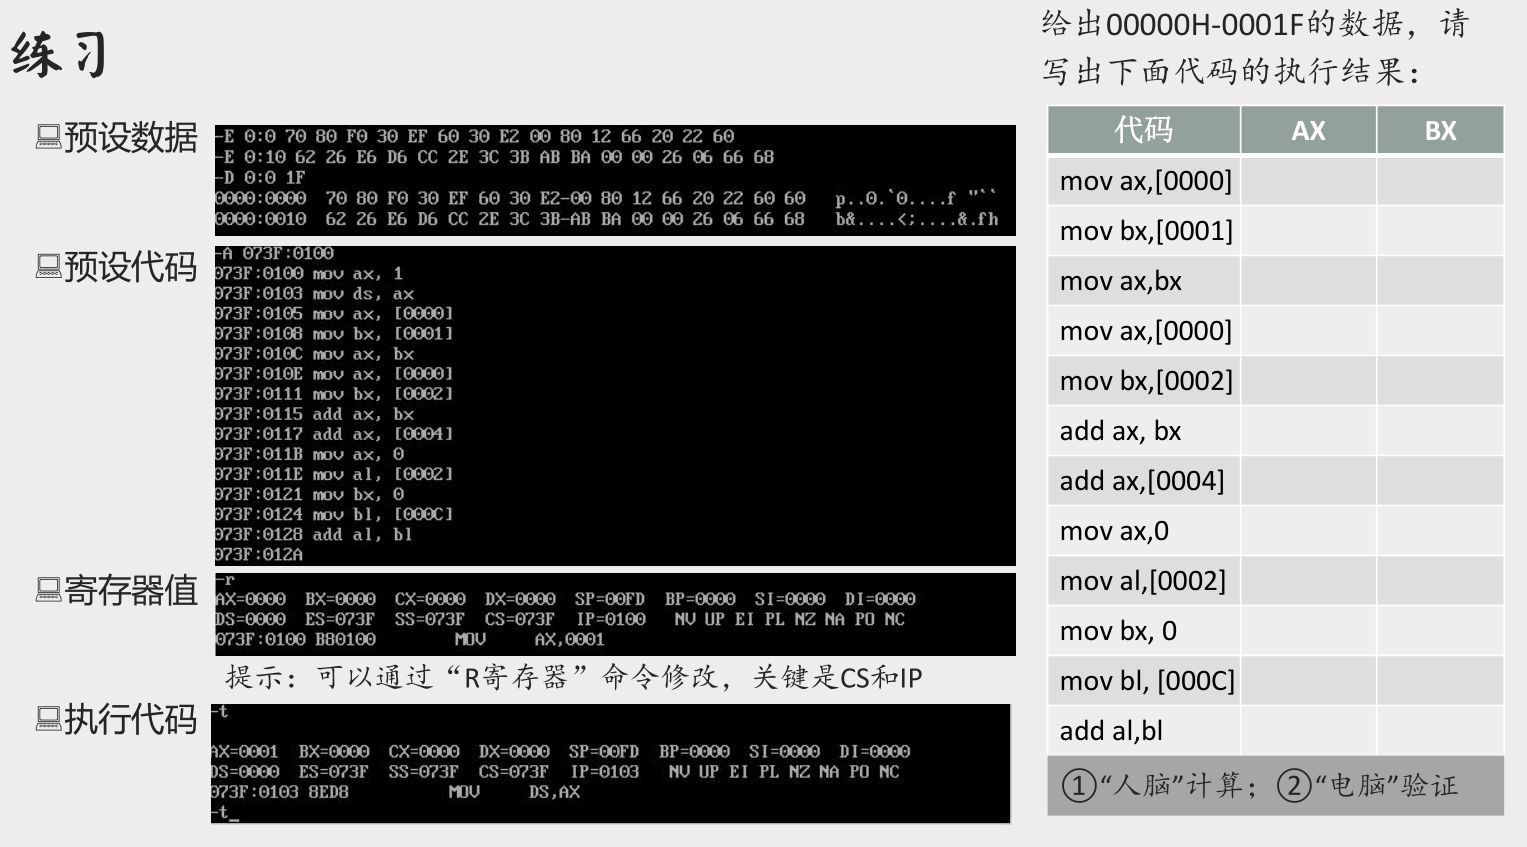 练习
预设数据
-E 0:0 70 80 F0 30 EF 60 30 E2 00 80 12 66 20 22 60
-E 0:10 62 26 E6 D6 CC 2E 3C 3B AB BA 00 00 26 06 66 68
-D 0:0 1F
0000:0000  70 80 F0 30 EF 60 30 E2-00 80 12 66 20 22 60 60   p..0.`0....f "``
0000:0010  62 26 E6 D6 CC 2E 3C 3B-AB BA 00 00 26 06 66 68   b&....<;....&.fh
预设代码
-A 073F:0100
073F:0100 mov ax, 1
073F:0103 mov ds, ax
073F:0105 mov ax, [0000]
073F:0108 mov bx, [0001]
073F:010C mov ax, bx
073F:010E mov ax, [0000]
073F:0111 mov bx, [0002]
073F:0115 add ax, bx
073F:0117 add ax, [0004]
073F:011B mov ax, 0
073F:011E mov al, [0002]
073F:0121 mov bx, 0
073F:0124 mov bl, [000C]
073F:0128 add al, bl
073F:012A
寄存器值
-r
AX=0000  BX=0000  CX=0000  DX=0000  SP=00FD  BP=0000  SI=0000  DI=0000
DS=0000  ES=073F  SS=073F  CS=073F  IP=0100   NV UP EI PL NZ NA PO NC
073F:0100 B80100        MOV     AX,0001
提示：可以通过“R寄存器”命令修改，关键是CS和IP
执行代码
-t
AX=0001  BX=0000  CX=0000  DX=0000  SP=00FD  BP=0000  SI=0000  DI=0000
DS=0000  ES=073F  SS=073F  CS=073F  IP=0103   NV UP EI PL NZ NA PO NC
073F:0103 8ED8          MOV     DS,AX
-t_
给出00000H-0001F的数据，请
写出下面代码的执行结果：
代码 AX BX
mov ax,[0000]
mov bx,[0001]
mov ax,bx
mov ax,[0000]
mov bx,[0002]
add ax, bx
add ax,[0004]
mov ax,0
mov al,[0002]
mov bx, 0
mov bl, [000C]
add al,bl
①“人脑”计算；②“电脑”验证